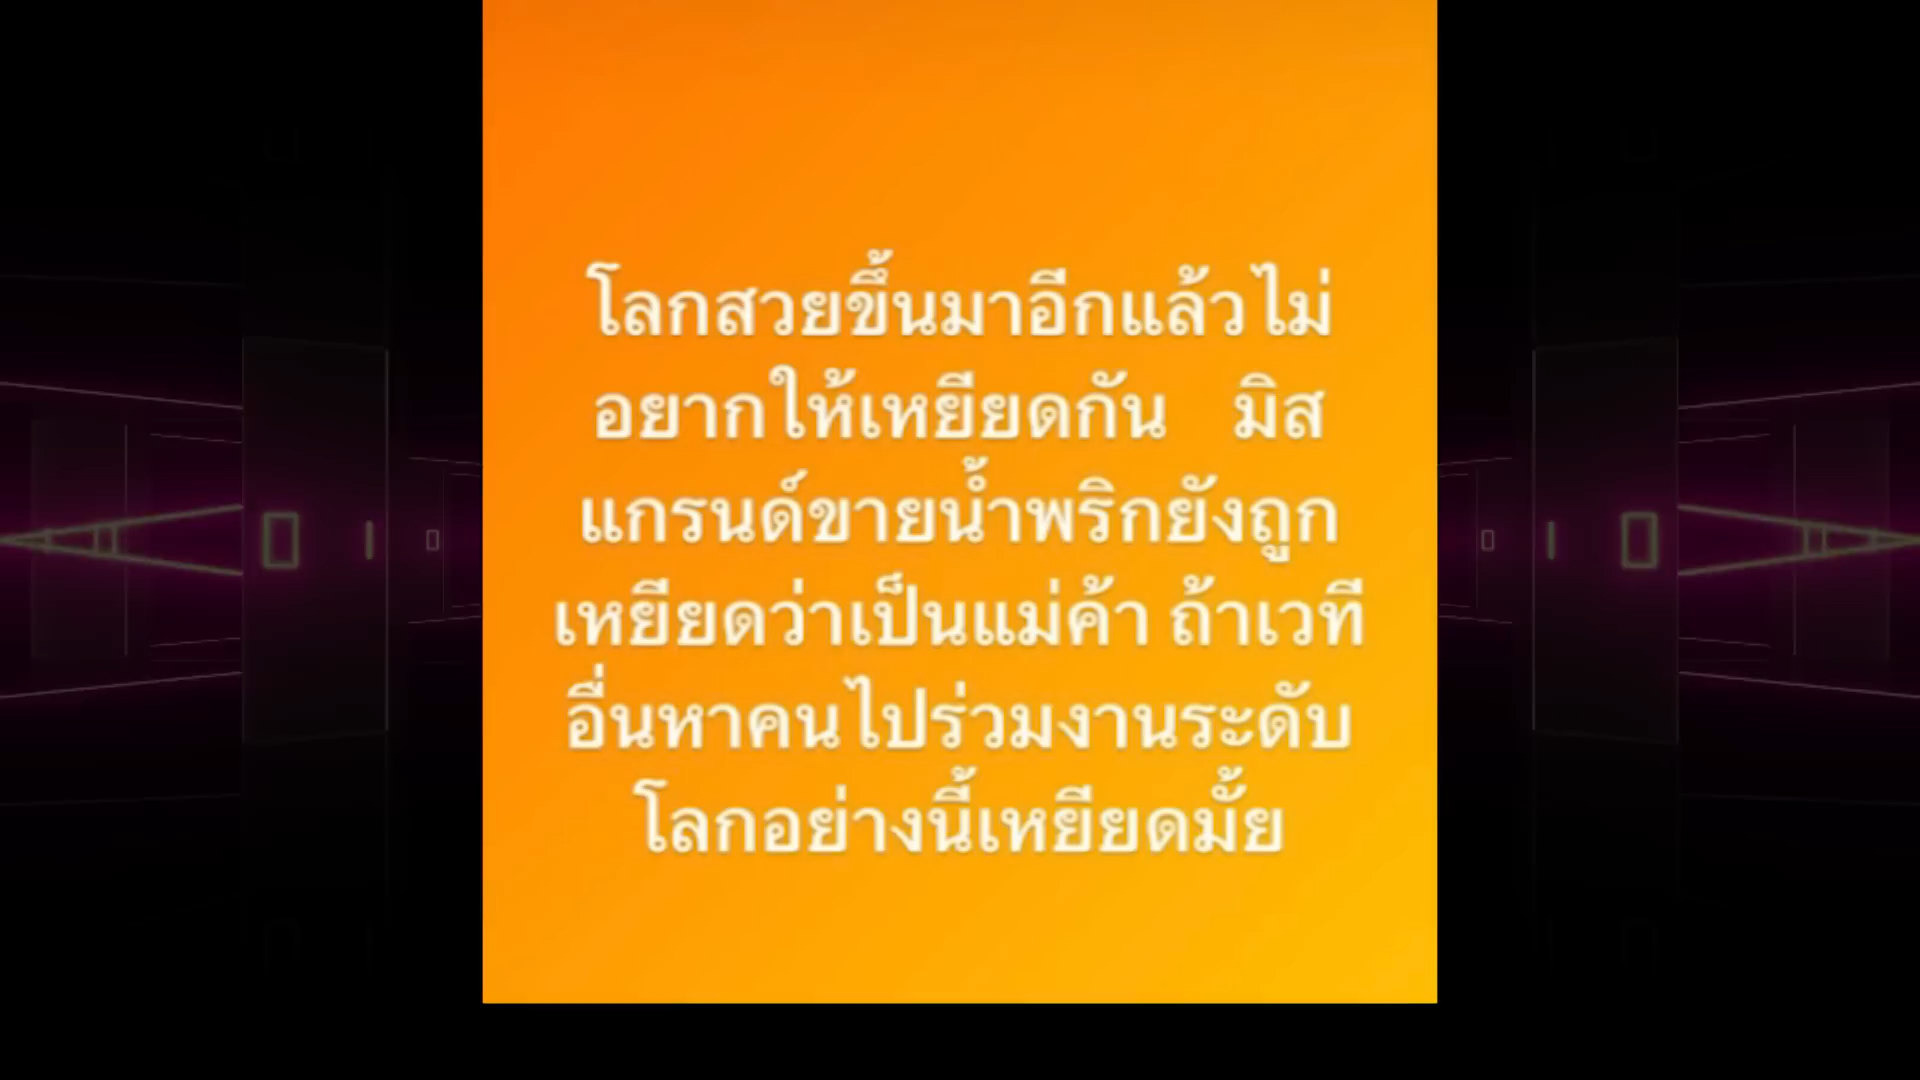 โลกสวยขึ้นมาอีกแล้วไม่
อยากให้เหยียดกัน   มิส
แกรนด์ขายน้ำพริกยังถูก
เหยียดว่าเป็นแม่ค้า ถ้าเวที
อื่นหาคนไปร่วมงานระดับ
โลกอย่างนี้เหยียดมั้ย